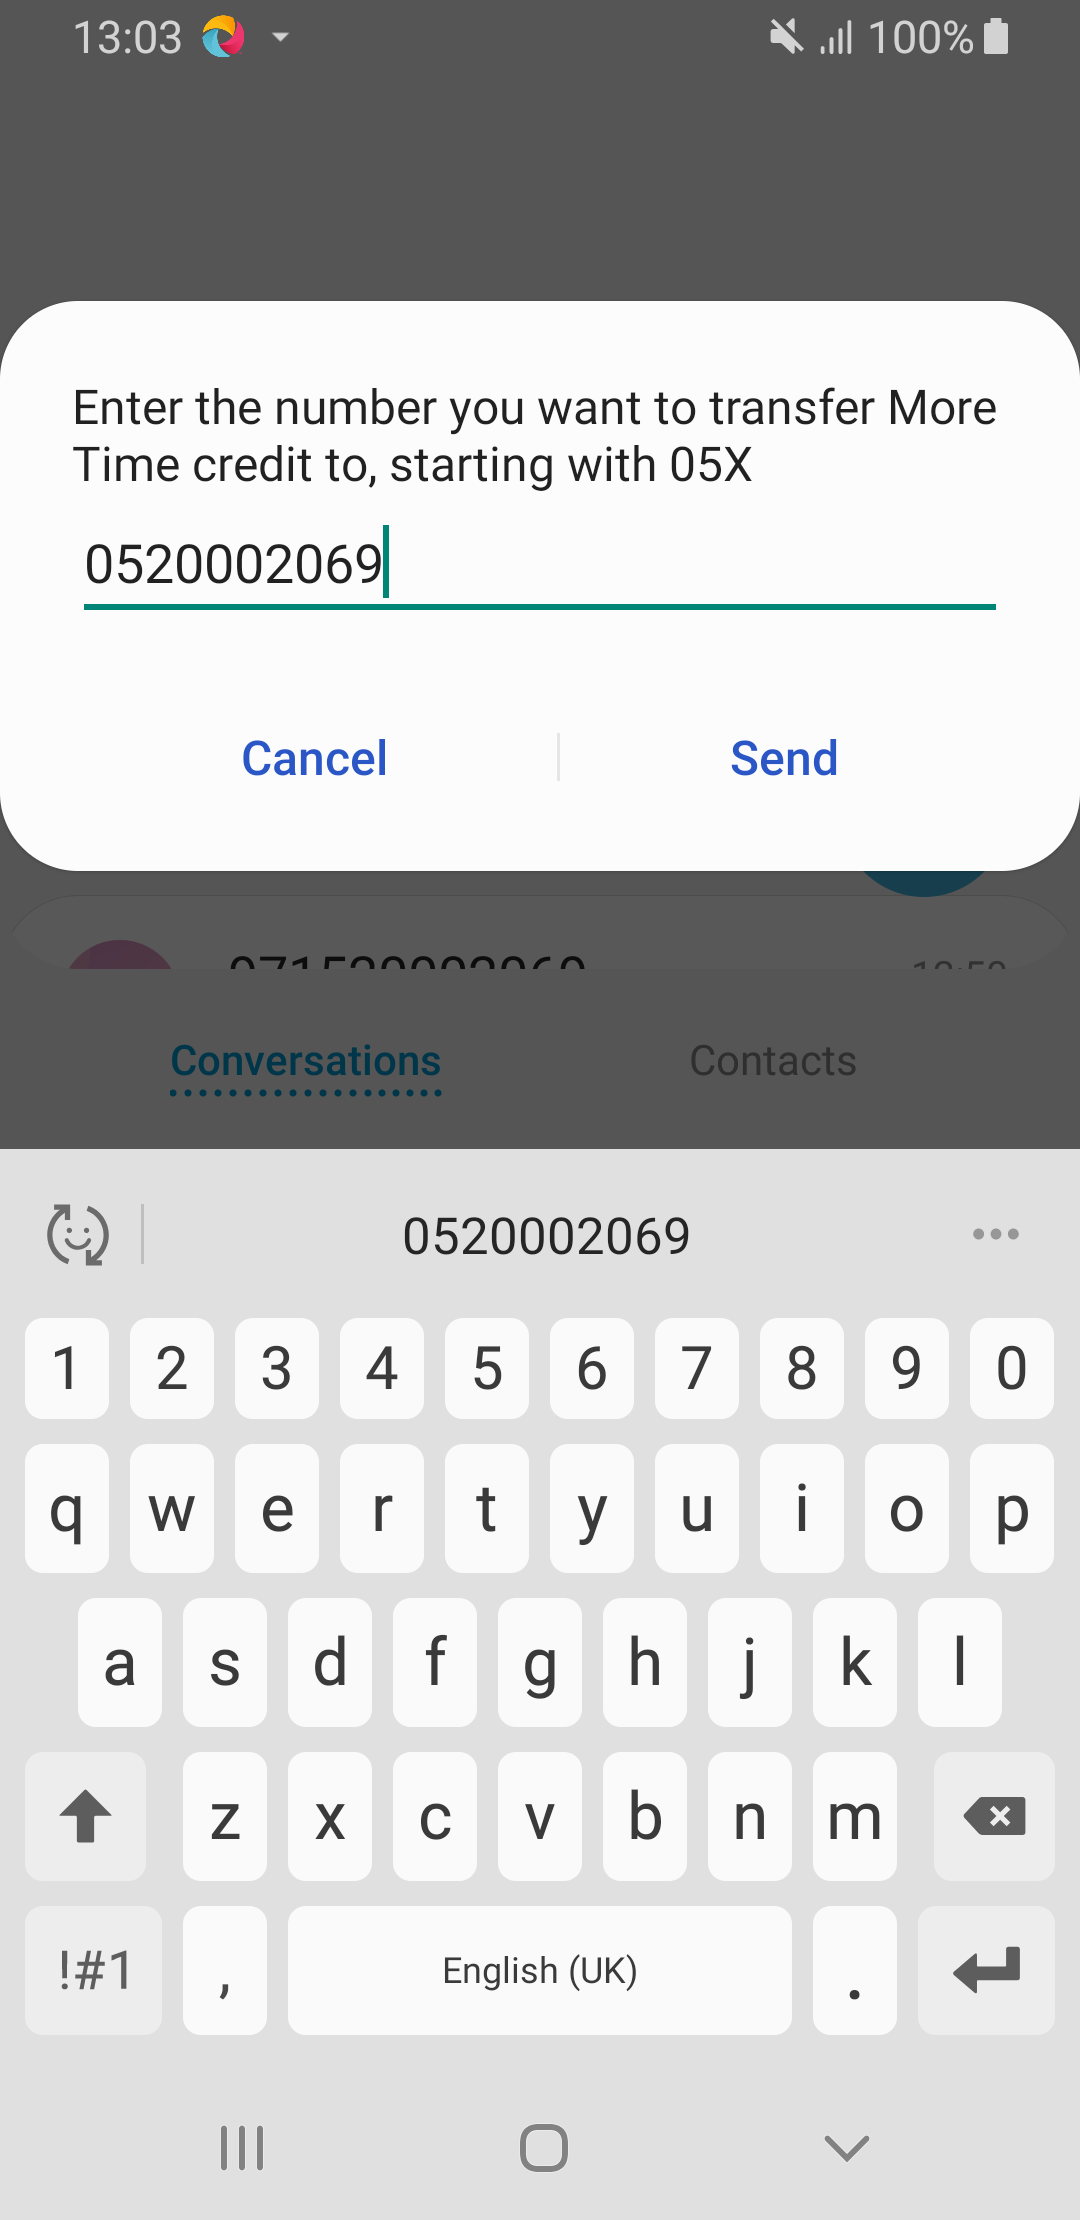 13:03 100%
Enter the number you want to transfer More
Time credit to, starting with 05X
0520002069
Cancel Send
Conversations Contacts
0520002069
1 2 3 4 5 6 7 8 9 0
q w e r t y u i o p
a s d f g h j k l
z x c v b n m
!#1 , English (UK) .